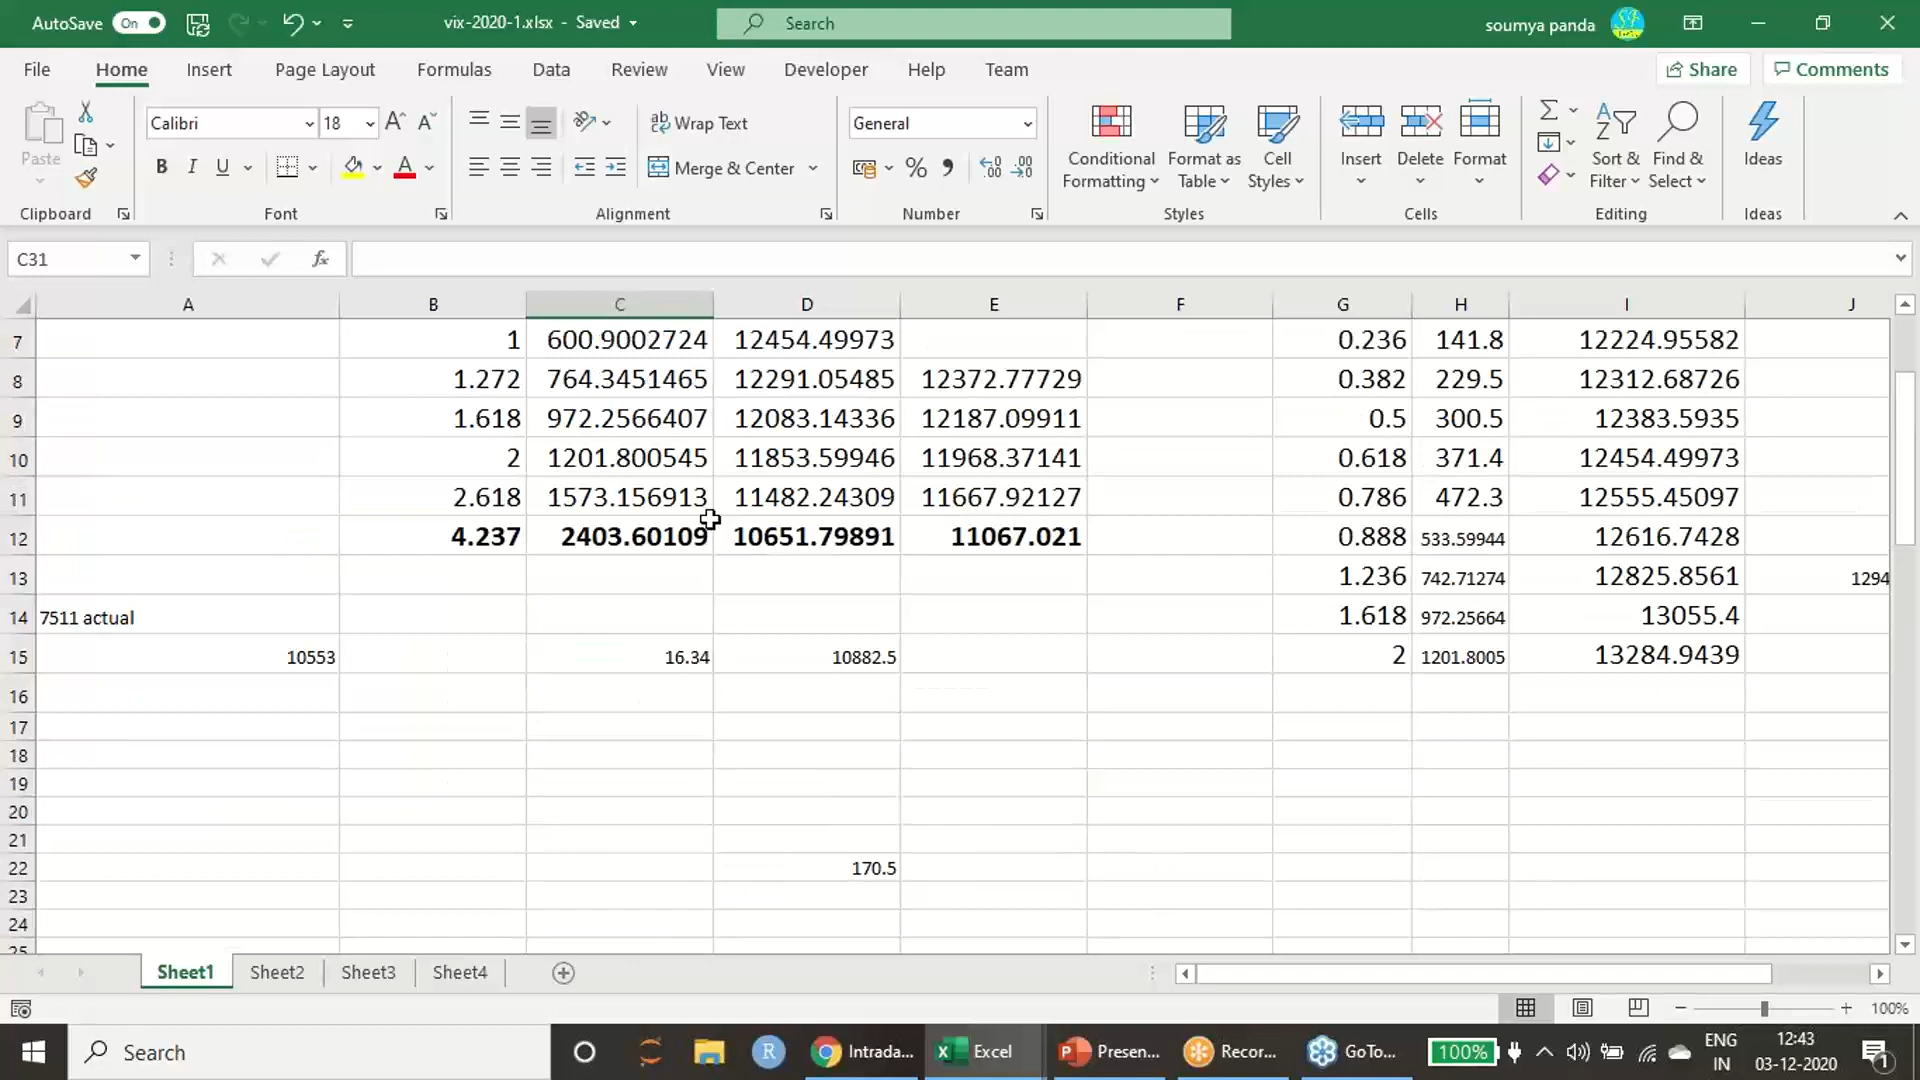 AutoSave On vix-2020-1.xlsx - Saved Search soumya panda
File Home Insert Page Layout Formulas Data Review View Developer Help Team Share Comments
Calibri 18 A A ab Wrap Text General
Paste B I U A Merge & Center % Conditional Formatting Format as Table Cell Styles Insert Delete Format Sort & Filter Find & Select Ideas
Clipboard Font Alignment Number Styles Cells Editing Ideas
C31 fx
A B C D E F G H I J
7 1 600.9002724 12454.49973 0.236 141.8 12224.95582
8 1.272 764.3451465 12291.05485 12372.77729 0.382 229.5 12312.68726
9 1.618 972.2566407 12083.14336 12187.09911 0.5 300.5 12383.5935
10 2 1201.800545 11853.59946 11968.37141 0.618 371.4 12454.49973
11 2.618 1573.156913 11482.24309 11667.92127 0.786 472.3 12555.45097
12 4.237 2403.60109 10651.79891 11067.021 0.888 533.59944 12616.7428
13 1.236 742.71274 12825.8561 1294
14 7511 actual 1.618 972.25664 13055.4
15 10553 16.34 10882.5 2 1201.8005 13284.9439
16
17
18
19
20
21
22 170.5
23
24
25
Sheet1 Sheet2 Sheet3 Sheet4
100%
Search R Intrada... Excel Presen... Recor... GoTo... 100% ENG IN 12:43 03-12-2020 1